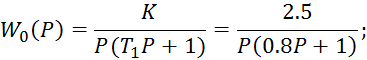 W₀(P) = K / P(T₁P + 1) = 2.5 / P(0.8P + 1);